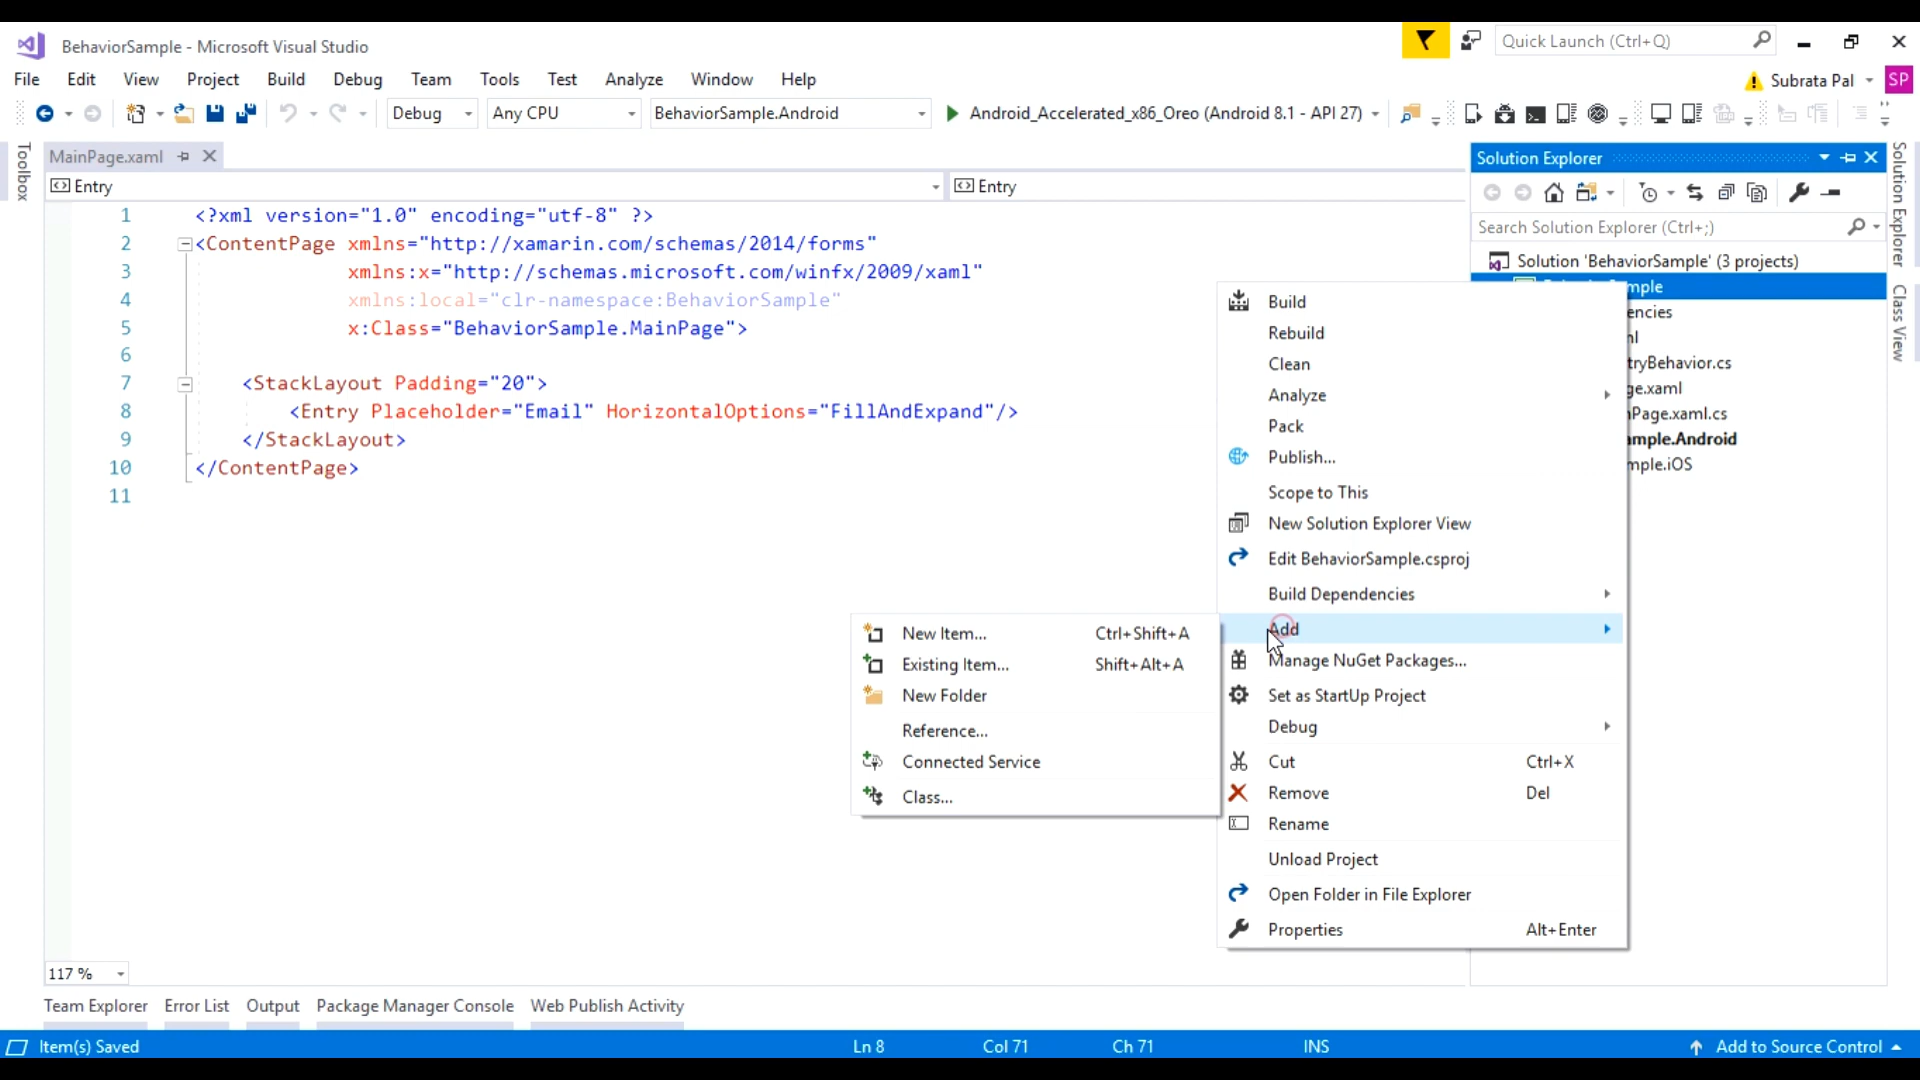 BehaviorSample - Microsoft Visual Studio
Quick Launch (Ctrl+Q)
File Edit View Project Build Debug Team Tools Test Analyze Window Help
Subrata Pal SP
Debug Any CPU BehaviorSample.Android Android_Accelerated_x86_Oreo (Android 8.1 - API 27)
Toolbox
MainPage.xaml
Entry Entry
1 <?xml version="1.0" encoding="utf-8" ?>
2 <ContentPage xmlns="http://xamarin.com/schemas/2014/forms"
3 xmlns:x="http://schemas.microsoft.com/winfx/2009/xaml"
4 xmlns:local="clr-namespace:BehaviorSample"
5 x:Class="BehaviorSample.MainPage">
6
7 <StackLayout Padding="20">
8 <Entry Placeholder="Email" HorizontalOptions="FillAndExpand"/>
9 </StackLayout>
10 </ContentPage>
11
Solution Explorer
Search Solution Explorer (Ctrl+;)
Solution 'BehaviorSample' (3 projects)
mple
encies
ml
tryBehavior.cs
ge.xaml
nPage.xaml.cs
ample.Android
mple.iOS
Solution Explorer
Class View
Build
Rebuild
Clean
Analyze
Pack
Publish...
Scope to This
New Solution Explorer View
Edit BehaviorSample.csproj
Build Dependencies
Add
Manage NuGet Packages...
Set as StartUp Project
Debug
Cut Ctrl+X
Remove Del
Rename
Unload Project
Open Folder in File Explorer
Properties Alt+Enter
New Item... Ctrl+Shift+A
Existing Item... Shift+Alt+A
New Folder
Reference...
Connected Service
Class...
117 %
Team Explorer Error List Output Package Manager Console Web Publish Activity
Item(s) Saved Ln 8 Col 71 Ch 71 INS Add to Source Control